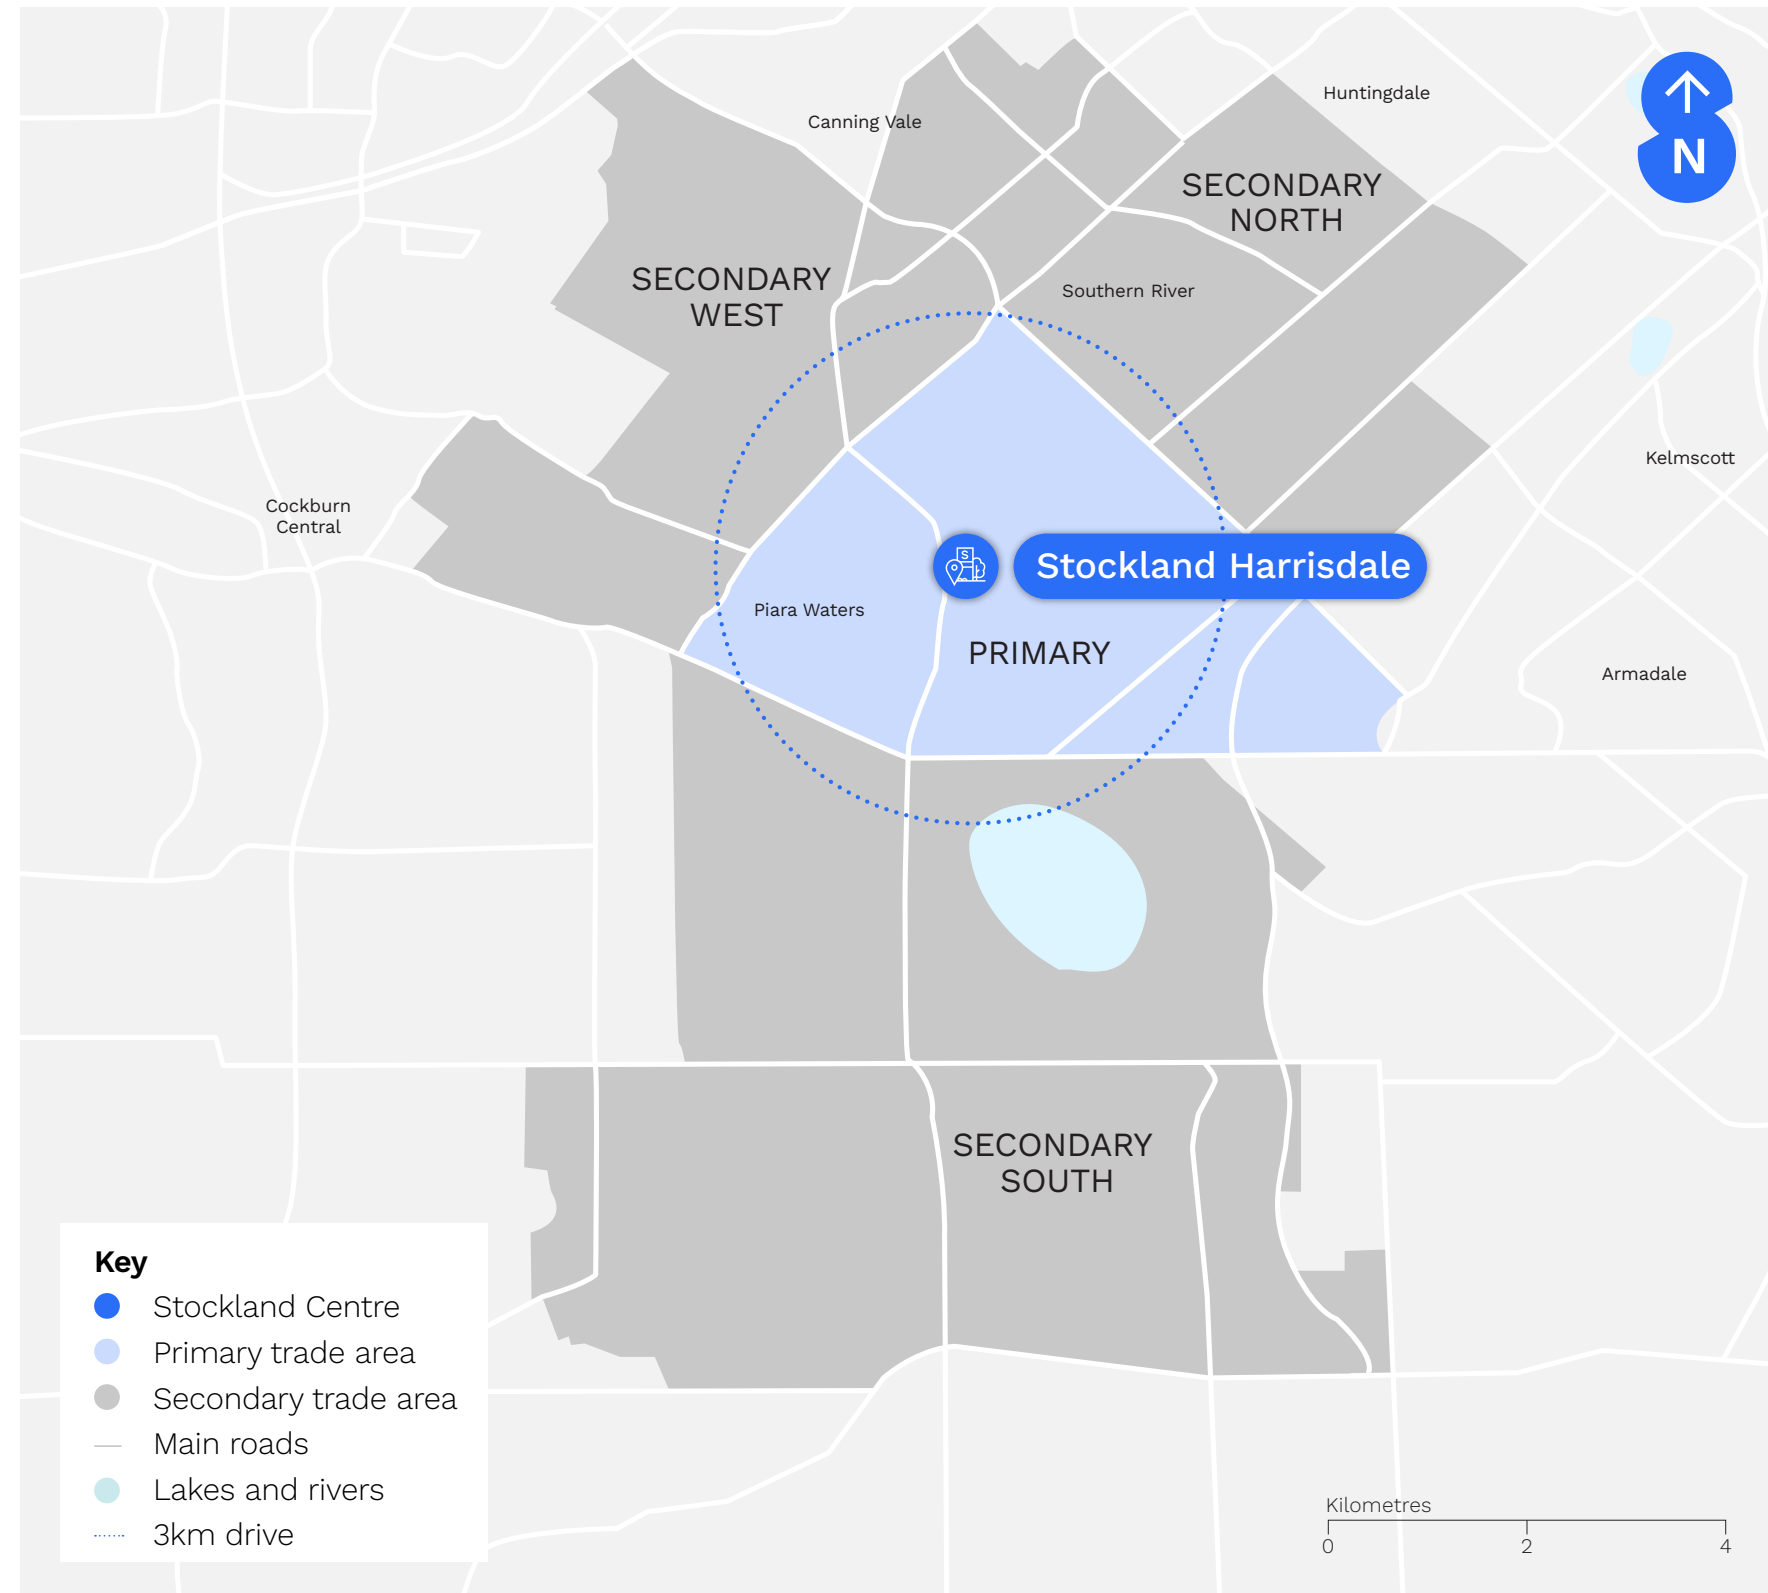 Huntingdale
Canning Vale
N
SECONDARY
NORTH
SECONDARY
WEST
Southern River
Kelmscott
Cockburn
Central
S
Stockland Harrisdale
Piara Waters
PRIMARY
Armadale
SECONDARY
SOUTH
Key
Stockland Centre
Primary trade area
Secondary trade area
Main roads
Lakes and rivers
3km drive
Kilometres
0 2 4